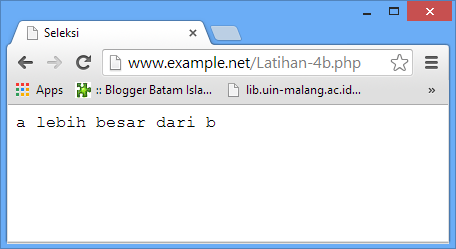 Seleksi
www.example.net/Latihan-4b.php
Apps :: Blogger Batam Isla... lib.uin-malang.ac.id... »
a lebih besar dari b